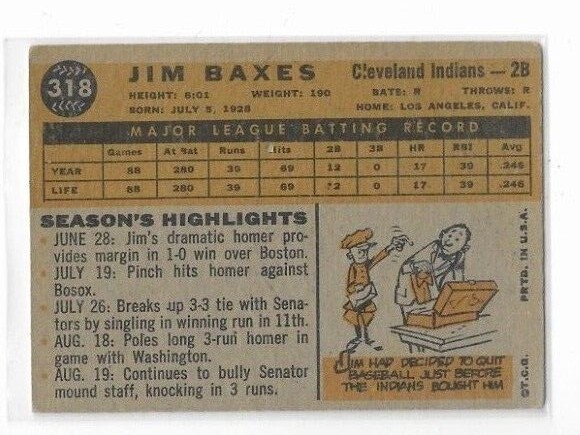 318
JIM BAXES
Cleveland Indians — 2B
HEIGHT: 6:01 WEIGHT: 190 BATS: R THROWS: R
BORN: JULY 5, 1928 HOME: LOS ANGELES, CALIF.
MAJOR LEAGUE BATTING RECORD
Games At Bat Runs Hits 2B 3B HR RBI Avg
YEAR 88 280 39 69 12 0 17 39 .246
LIFE 88 280 39 69 12 0 17 39 .246
SEASON'S HIGHLIGHTS
• JUNE 28: Jim's dramatic homer pro-
vides margin in 1-0 win over Boston.
• JULY 19: Pinch hits homer against
Bosox.
• JULY 26: Breaks up 3-3 tie with Sena-
tors by singling in winning run in 11th.
• AUG. 18: Poles long 3-run homer in
game with Washington.
• AUG. 19: Continues to bully Senator
mound staff, knocking in 3 runs.
JIM HAD DECIDED TO QUIT
BASEBALL JUST BEFORE
THE INDIANS BOUGHT HIM
©T.C.G. PRTD. IN U.S.A.